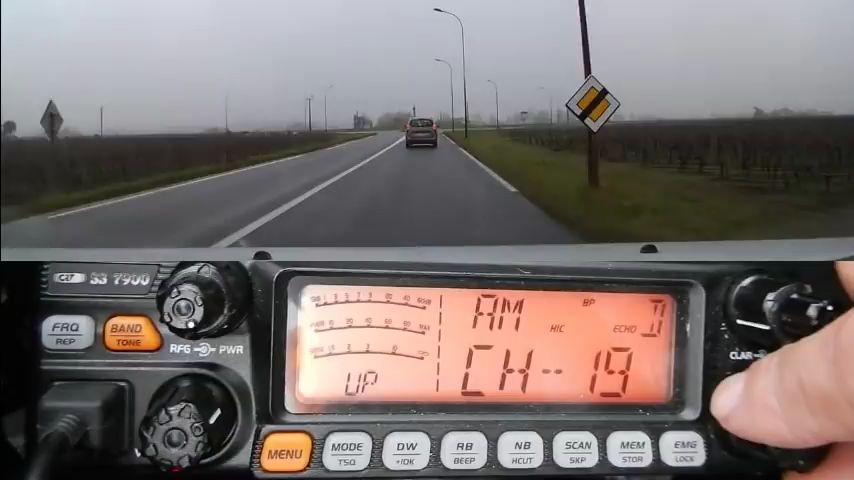 CRT SS 7900
FRQ
REP
BAND
TONE
RFG PWR
AM
BP
HIC
ECHO
D
UP
CH--19
CLAR
MENU
MODE
TSQ
DW
+10K
RB
BEEP
NB
HCUT
SCAN
SKP
MEM
STOR
EMG
LOCK